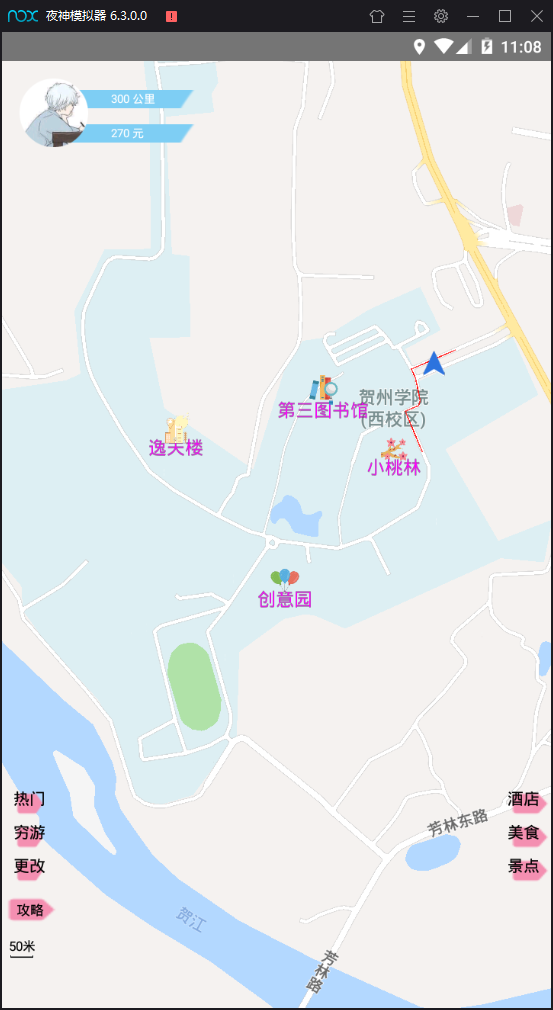 nox 夜神模拟器 6.3.0.0
11:08
300 公里
270 元
贺州学院
(西校区)
第三图书馆
逸夫楼
小桃林
创意园
热门
穷游
更改
攻略
50米
酒店
美食
景点
芳林东路
贺江
芳林路